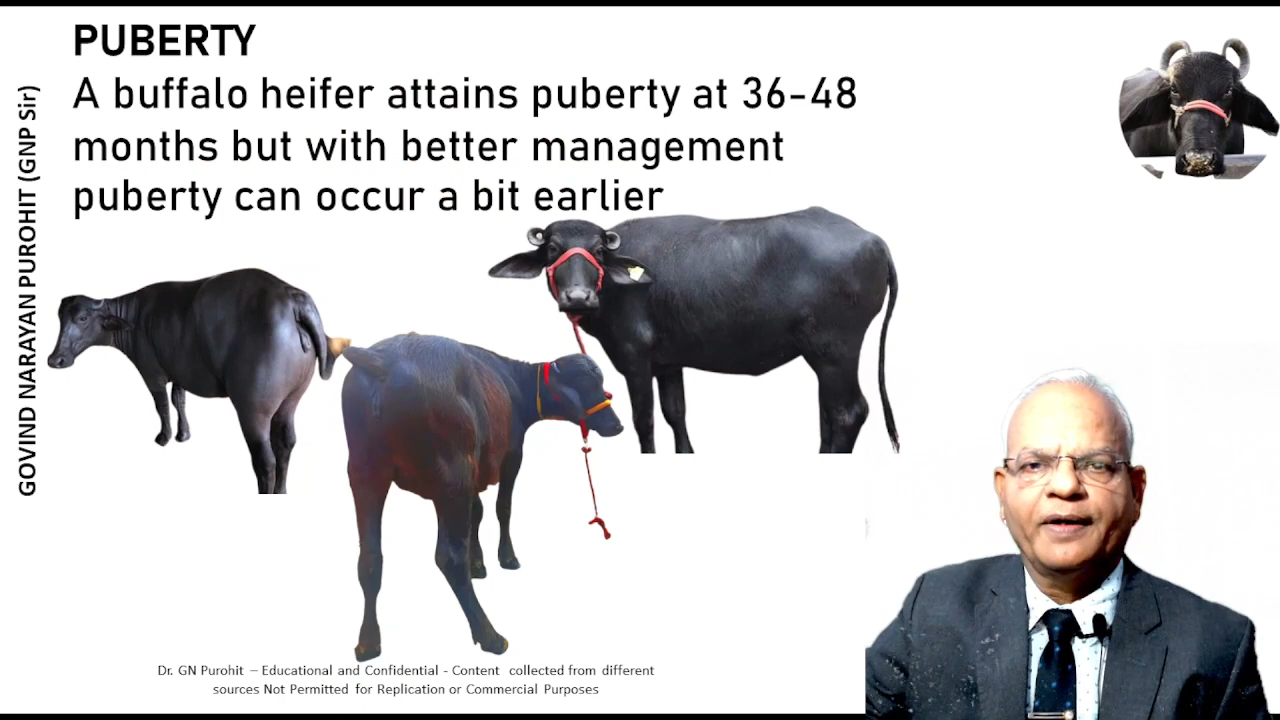 PUBERTY
A buffalo heifer attains puberty at 36-48
months but with better management
puberty can occur a bit earlier
GOVIND NARAYAN PUROHIT (GNP Sir)
Dr. GN Purohit – Educational and Confidential - Content collected from different
sources Not Permitted for Replication or Commercial Purposes